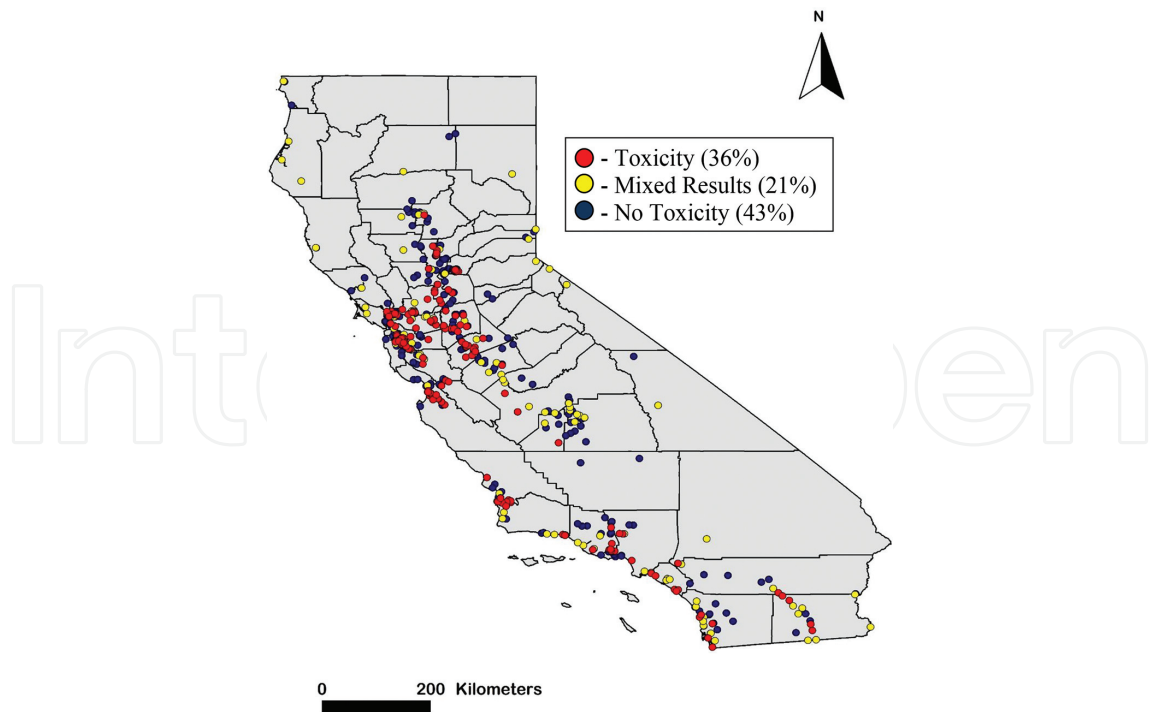 N
- Toxicity (36%)
- Mixed Results (21%)
- No Toxicity (43%)
0 200 Kilometers